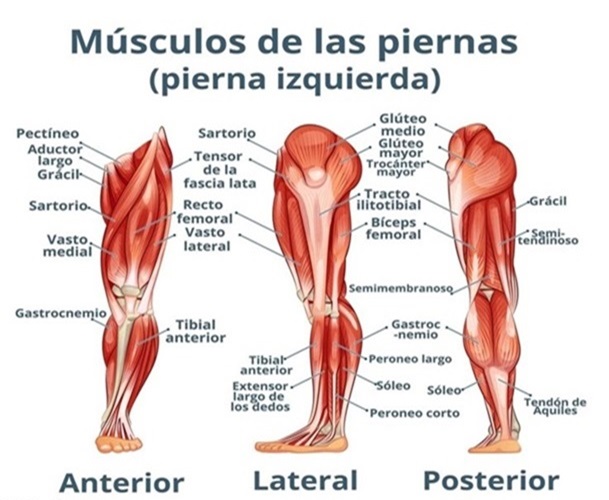 Músculos de las piernas
(pierna izquierda)
Pectíneo
Aductor
largo
Grácil
Sartorio
Vasto
medial
Gastrocnemio
Sartorio
Tensor
de la
fascia lata
Recto
femoral
Vasto
lateral
Tibial
anterior
Tibial
anterior
Extensor
largo de
los dedos
Glúteo
medio
Glúteo
mayor
Trocánter
mayor
Tracto
ilitotibial
Bíceps
femoral
Semimembranoso
Gastroc
-nemio
Peroneo largo
Sóleo
Peroneo corto
Sóleo
Grácil
Semi-
tendinoso
Tendón de
Aquiles
Anterior
Lateral
Posterior